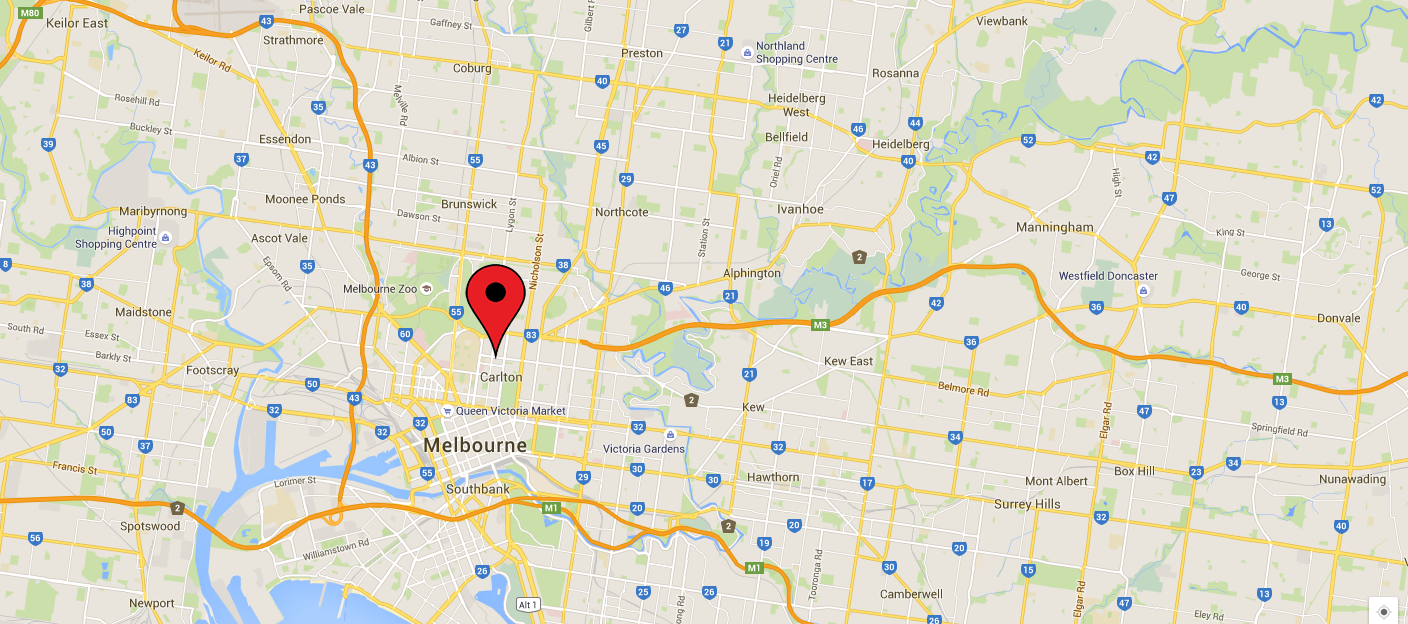 M80
Keilor East
43
Pascoe Vale
Strathmore
Keilor Rd
Gaffney St
27
21
Northland
Shopping Centre
Viewbank
Preston
Coburg
40
Rosanna
Rosehill Rd
35
Melville Rd
Heidelberg
West
42
Buckley St
Essendon
46
44
Bellfield
Heidelberg
39
37
43
Albion St
55
45
40
52
42
29
Oriel Rd
High St
52
Moonee Ponds
Brunswick
Lygon St
Northcote
Ivanhoe
47
Maribyrnong
Highpoint
Shopping Centre
Dawson St
Station St
Manningham
13
King St
Ascot Vale
Nicholson St
8
35
38
2
Epsom Rd
Alphington
Westfield Doncaster
George St
38
Melbourne Zoo
46
21
42
36
40
Maidstone
55
Donvale
South Rd
Essex St
60
83
M3
36
Barkly St
Footscray
Carlton
Kew East
32
50
21
M3
83
43
2
Belmore Rd
13
32
Queen Victoria Market
Kew
47
Elgar Rd
50
37
32
32
Melbourne
32
Victoria Gardens
32
34
Springfield Rd
Francis St
55
30
30
Hawthorn
17
Box Hill
23
34
Lorimer St
Southbank
29
Mont Albert
Nunawading
2
M1
20
Surrey Hills
32
Spotswood
2
20
40
56
Williamstown Rd
19
20
26
M1
Tooronga Rd
30
15
Newport
Alt 1
25
26
Camberwell
Elgar Rd
47
13
26
Eley Rd